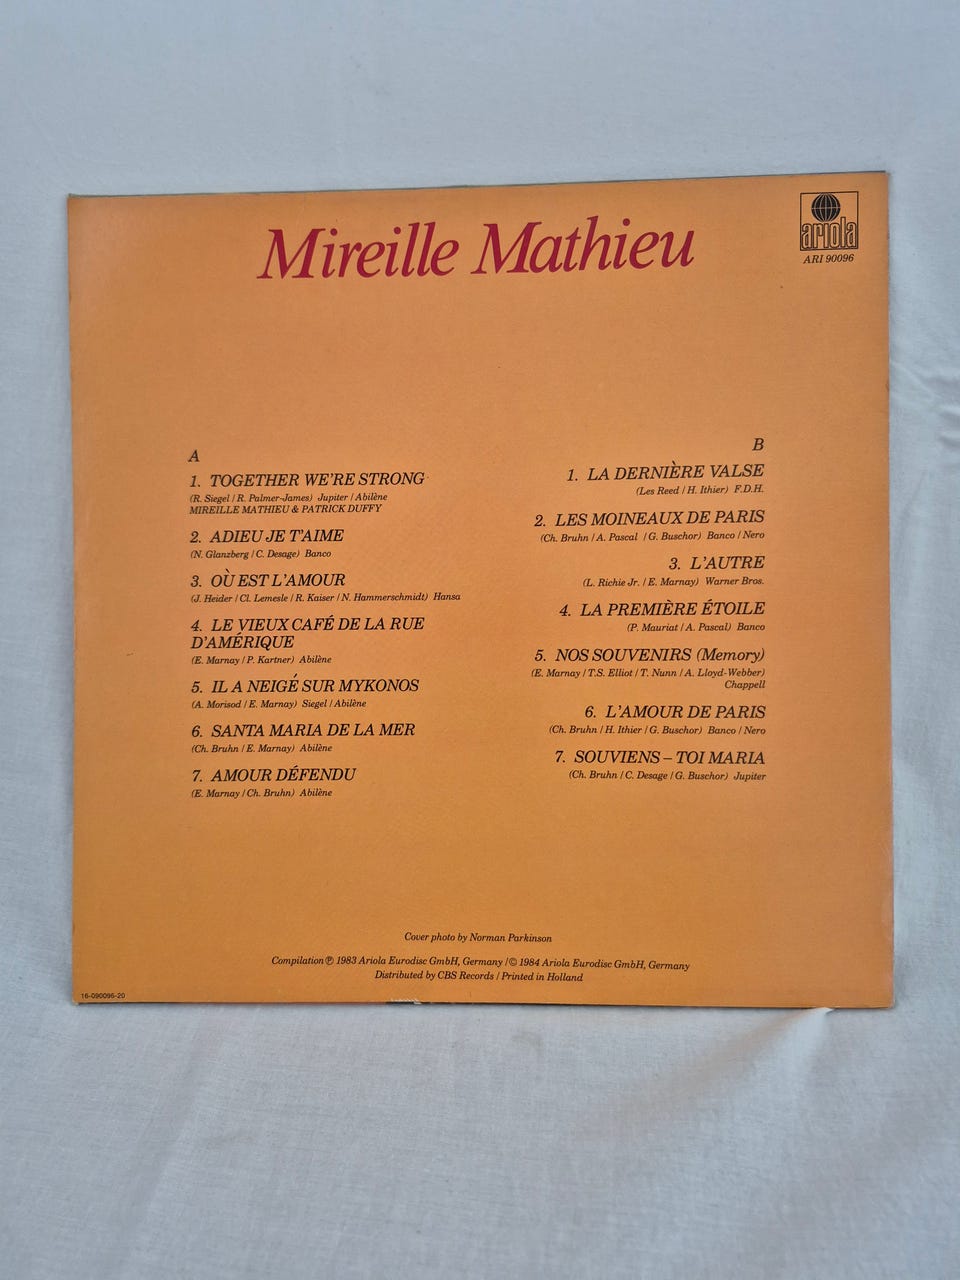 Mireille Mathieu
ariola
ARI 90096
A
1. TOGETHER WE'RE STRONG
(R. Siegel / R. Palmer-James) Jupiter / Abilène
MIREILLE MATHIEU & PATRICK DUFFY
2. ADIEU JE T'AIME
(N. Glanzberg / C. Desage) Banco
3. OÙ EST L'AMOUR
(J. Heider / Cl. Lemesle / R. Kaiser / N. Hammerschmidt) Hansa
4. LE VIEUX CAFÉ DE LA RUE
D'AMÉRIQUE
(E. Marnay / P. Kartner) Abilène
5. IL A NEIGÉ SUR MYKONOS
(A. Morisod / E. Marnay) Siegel / Abilène
6. SANTA MARIA DE LA MER
(Ch. Bruhn / E. Marnay) Abilène
7. AMOUR DÉFENDU
(E. Marnay / Ch. Bruhn) Abilène
B
1. LA DERNIÈRE VALSE
(Les Reed / H. Ithier) F.D.H.
2. LES MOINEAUX DE PARIS
(Ch. Bruhn / A. Pascal / G. Buschor) Banco / Nero
3. L'AUTRE
(L. Richie Jr. / E. Marnay) Warner Bros.
4. LA PREMIÈRE ÉTOILE
(P. Mauriat / A. Pascal) Banco
5. NOS SOUVENIRS (Memory)
(E. Marnay / T.S. Elliot / T. Nunn / A. Lloyd-Webber)
Chappell
6. L'AMOUR DE PARIS
(Ch. Bruhn / H. Ithier / G. Buschor) Banco / Nero
7. SOUVIENS – TOI MARIA
(Ch. Bruhn / C. Desage / G. Buschor) Jupiter
Cover photo by Norman Parkinson
Compilation ℗ 1983 Ariola Eurodisc GmbH, Germany / © 1984 Ariola Eurodisc GmbH, Germany
Distributed by CBS Records / Printed in Holland
16-090096-20